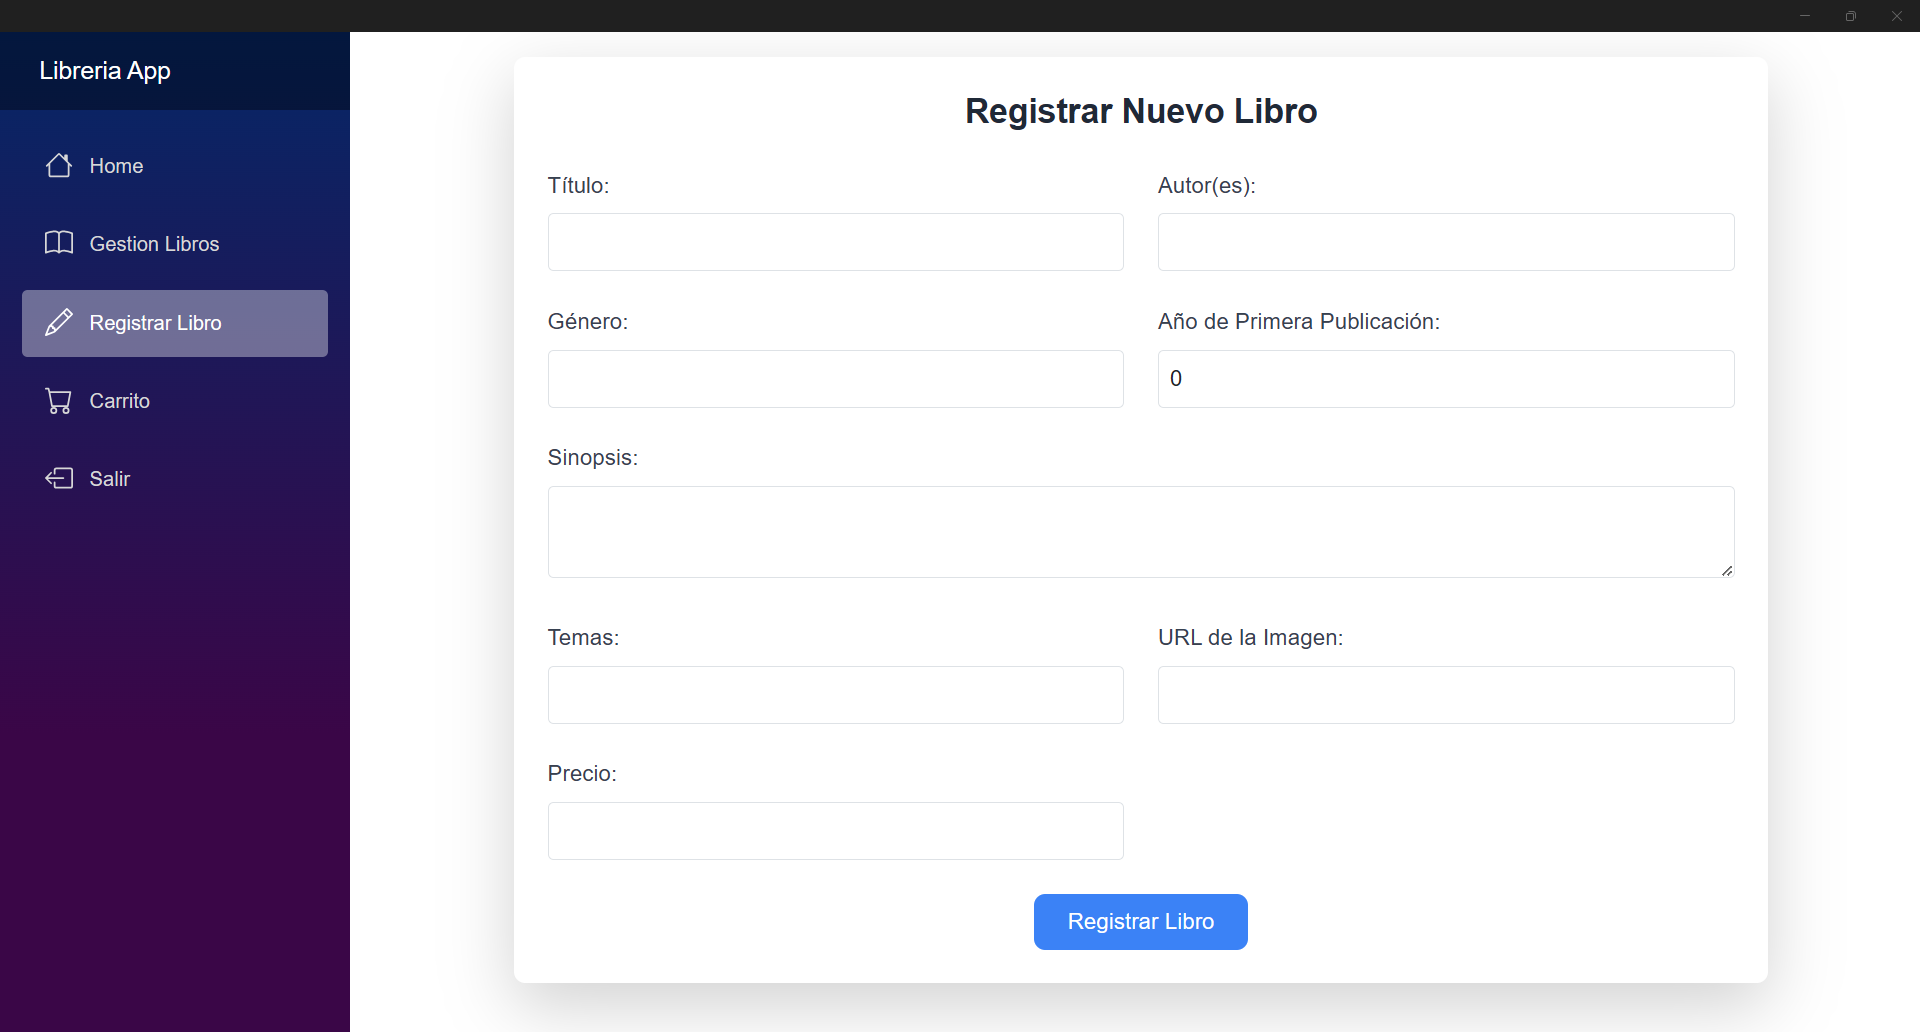 Libreria App
Home
Gestion Libros
Registrar Libro
Carrito
Salir
Registrar Nuevo Libro
Título:
Autor(es):
Género:
Año de Primera Publicación:
0
Sinopsis:
Temas:
URL de la Imagen:
Precio:
Registrar Libro